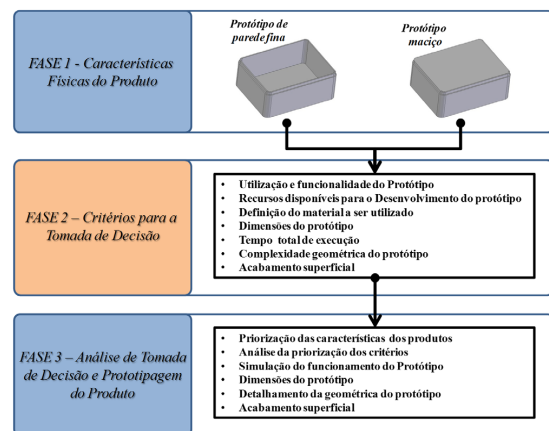 FASE 1 - Características
Físicas do Produto
Protótipo de
parede fina
Protótipo
maciço
FASE 2 – Critérios para a
Tomada de Decisão
• Utilização e funcionalidade do Protótipo
• Recursos disponíveis para o Desenvolvimento do protótipo
• Definição do material a ser utilizado
• Dimensões do protótipo
• Tempo total de execução
• Complexidade geométrica do protótipo
• Acabamento superficial
FASE 3 – Análise de Tomada
de Decisão e Prototipagem
do Produto
• Priorização das características dos produtos
• Análise da priorização dos critérios
• Simulação do funcionamento do Protótipo
• Dimensões do protótipo
• Detalhamento da geométrica do protótipo
• Acabamento superficial